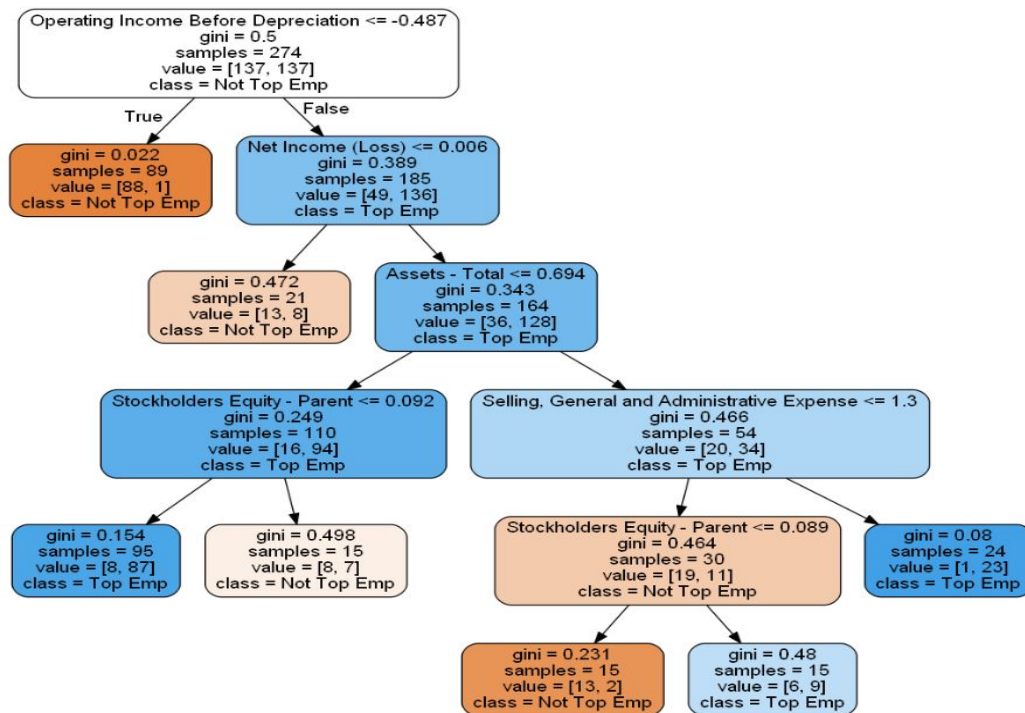 Operating Income Before Depreciation <= -0.487
gini = 0.5
samples = 274
value = [137, 137]
class = Not Top Emp
True
False
gini = 0.022
samples = 89
value = [88, 1]
class = Not Top Emp
Net Income (Loss) <= 0.006
gini = 0.389
samples = 185
value = [49, 136]
class = Top Emp
gini = 0.472
samples = 21
value = [13, 8]
class = Not Top Emp
Assets - Total <= 0.694
gini = 0.343
samples = 164
value = [36, 128]
class = Top Emp
Stockholders Equity - Parent <= 0.092
gini = 0.249
samples = 110
value = [16, 94]
class = Top Emp
Selling, General and Administrative Expense <= 1.3
gini = 0.466
samples = 54
value = [20, 34]
class = Top Emp
gini = 0.154
samples = 95
value = [8, 87]
class = Top Emp
gini = 0.498
samples = 15
value = [8, 7]
class = Not Top Emp
Stockholders Equity - Parent <= 0.089
gini = 0.464
samples = 30
value = [19, 11]
class = Not Top Emp
gini = 0.08
samples = 24
value = [1, 23]
class = Top Emp
gini = 0.231
samples = 15
value = [13, 2]
class = Not Top Emp
gini = 0.48
samples = 15
value = [6, 9]
class = Top Emp